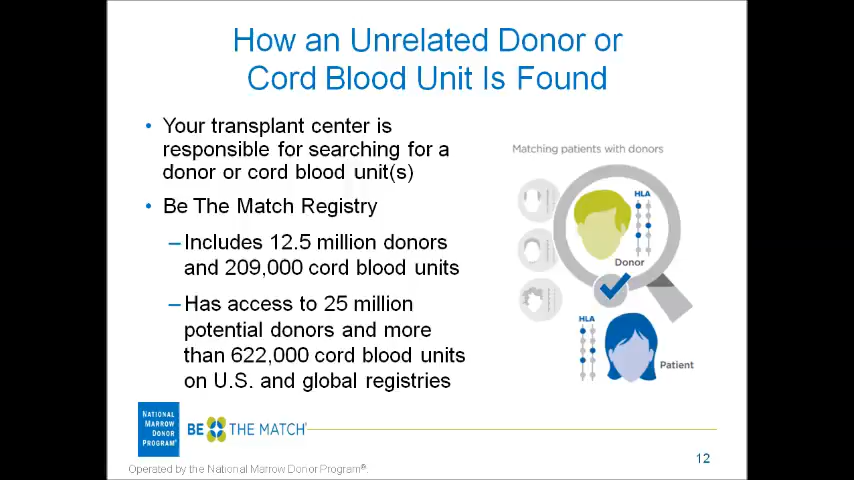 How an Unrelated Donor or
Cord Blood Unit Is Found
• Your transplant center is
responsible for searching for a
donor or cord blood unit(s)
• Be The Match Registry
– Includes 12.5 million donors
and 209,000 cord blood units
– Has access to 25 million
potential donors and more
than 622,000 cord blood units
on U.S. and global registries
Matching patients with donors
HLA
Donor
HLA
Patient
NATIONAL
MARROW
DONOR
PROGRAM®
BE THE MATCH®
12
Operated by the National Marrow Donor Program®.